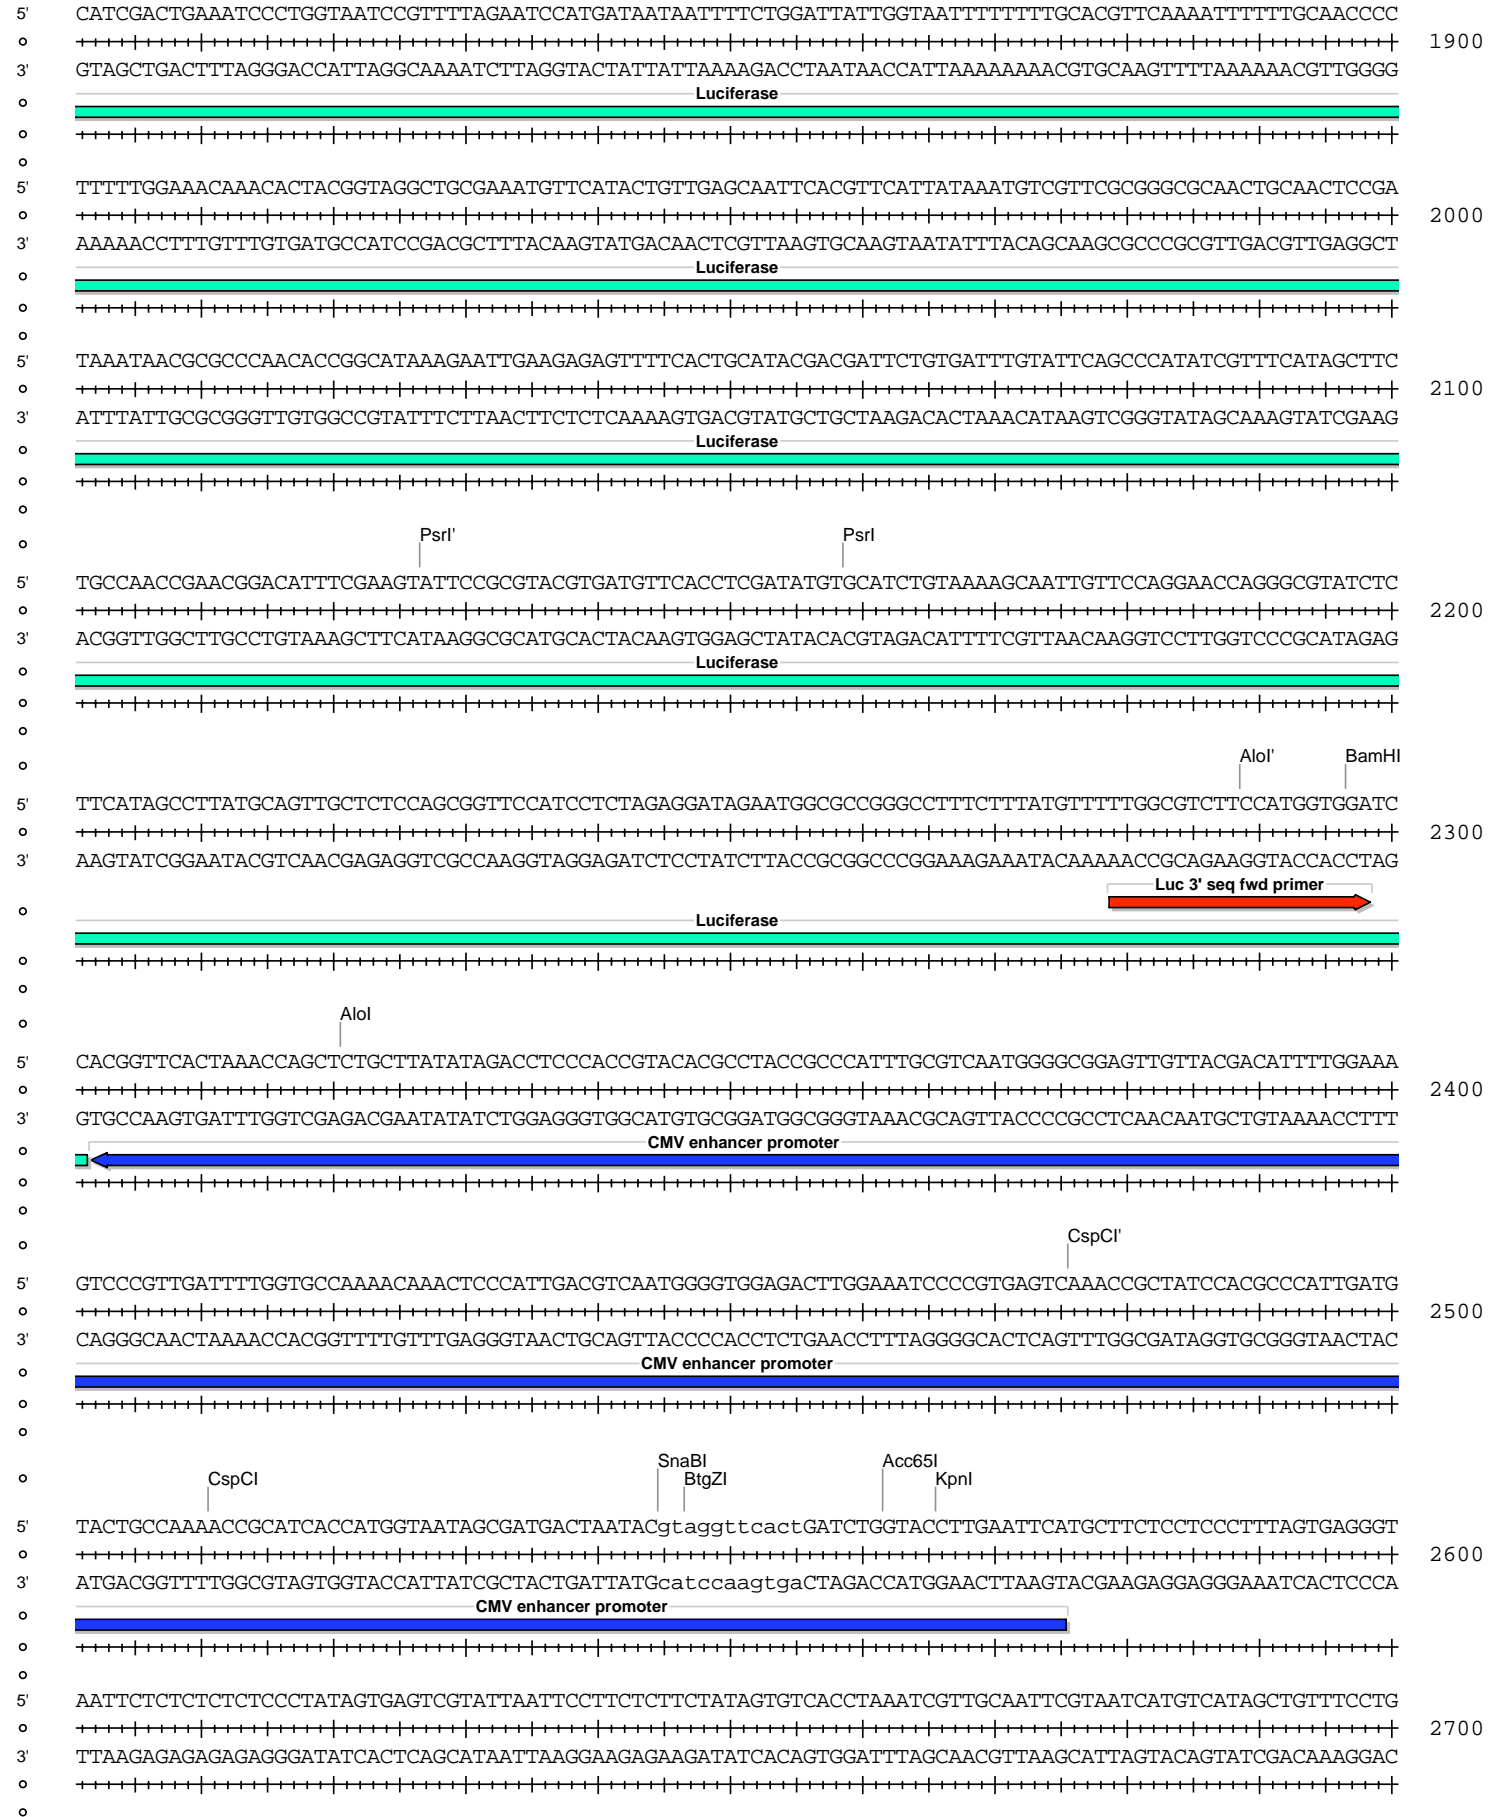 5' CATCGACTGAAATCCCTGGTAATCCGTTTTAGAATCCATGATAATAATTTTCTGGATTATTGGTAATTTTTTTTGCACGTTCAAAATTTTTTGCAACCCC
1900
3' GTAGCTGACTTTAGGGACCATTAGGCAAAATCTTAGGTACTATTATTAAAAGACCTAATAACCATTAAAAAAAACGTGCAAGTTTTAAAAAACGTTGGGG
Luciferase
5' TTTTTGGAAACAAACACTACGGTAGGCTGCGAAATGTTCATACTGTTGAGCAATTCACGTTCATTATAAATGTCGTTCGCGGGCGCAACTGCAACTCCGA
2000
3' AAAAACCTTTGTTTGTGATGCCATCCGACGCTTTACAAGTATGACAACTCGTTAAGTGCAAGTAATATTTACAGCAAGCGCCCGCGTTGACGTTGAGGCT
Luciferase
5' TAAATAACGCGCCCAACACCGGCATAAAGAATTGAAGAGAGTTTTCACTGCATACGACGATTCTGTGATTTGTATTCAGCCCATATCGTTTCATAGCTTC
2100
3' ATTTATTGCGCGGGTTGTGGCCGTATTTCTTAACTTCTCTCAAAAGTGACGTATGCTGCTAAGACACTAAACATAAGTCGGGTATAGCAAAGTATCGAAG
Luciferase
PsrI' PsrI
5' TGCCAACCGAACGGACATTTCGAAGTATTCCGCGTACGTGATGTTCACCTCGATATGTGCATCTGTAAAAGCAATTGTTCCAGGAACCAGGGCGTATCTC
2200
3' ACGGTTGGCTTGCCTGTAAAGCTTCATAAGGCGCATGCACTACAAGTGGAGCTATACACGTAGACATTTTCGTTAACAAGGTCCTTGGTCCCGCATAGAG
Luciferase
AloI' BamHI
5' TTCATAGCCTTATGCAGTTGCTCTCCAGCGGTTCCATCCTCTAGAGGATAGAATGGCGCCGGGCCTTTCTTTATGTTTTTGGCGTCTTCCATGGTGGATC
2300
3' AAGTATCGGAATACGTCAACGAGAGGTCGCCAAGGTAGGAGATCTCCTATCTTACCGCGGCCCGGAAAGAAATACAAAAACCGCAGAAGGTACCACCTAG
Luc 3' seq fwd primer
Luciferase
AloI
5' CACGGTTCACTAAACCAGCTCTGCTTATATAGACCTCCCACCGTACACGCCTACCGCCCATTTGCGTCAATGGGGCGGAGTTGTTACGACATTTTGGAAA
2400
3' GTGCCAAGTGATTTGGTCGAGACGAATATATCTGGAGGGTGGCATGTGCGGATGGCGGGTAAACGCAGTTACCCCGCCTCAACAATGCTGTAAAACCTTT
CMV enhancer promoter
CspCI'
5' GTCCCGTTGATTTTGGTGCCAAAACAAACTCCCATTGACGTCAATGGGGTGGAGACTTGGAAATCCCCGTGAGTCAAACCGCTATCCACGCCCATTGATG
2500
3' CAGGGCAACTAAAACCACGGTTTTGTTTGAGGGTAACTGCAGTTACCCCACCTCTGAACCTTTAGGGGCACTCAGTTTGGCGATAGGTGCGGGTAACTAC
CMV enhancer promoter
SnaBI Acc65I
CspCI BtgZI KpnI
5' TACTGCCAAAACCGCATCACCATGGTAATAGCGATGACTAATACgtaggttcactGATCTGGTACCTTGAATTCATGCTTCTCCTCCCTTTAGTGAGGGT
2600
3' ATGACGGTTTTGGCGTAGTGGTACCATTATCGCTACTGATTATGcatccaagtgaCTAGACCATGGAACTTAAGTACGAAGAGGAGGGAAATCACTCCCA
CMV enhancer promoter
5' AATTCTCTCTCTCTCCCTATAGTGAGTCGTATTAATTCCTTCTCTTCTATAGTGTCACCTAAATCGTTGCAATTCGTAATCATGTCATAGCTGTTTCCTG
2700
3' TTAAGAGAGAGAGAGGGATATCACTCAGCATAATTAAGGAAGAGAAGATATCACAGTGGATTTAGCAACGTTAAGCATTAGTACAGTATCGACAAAGGAC